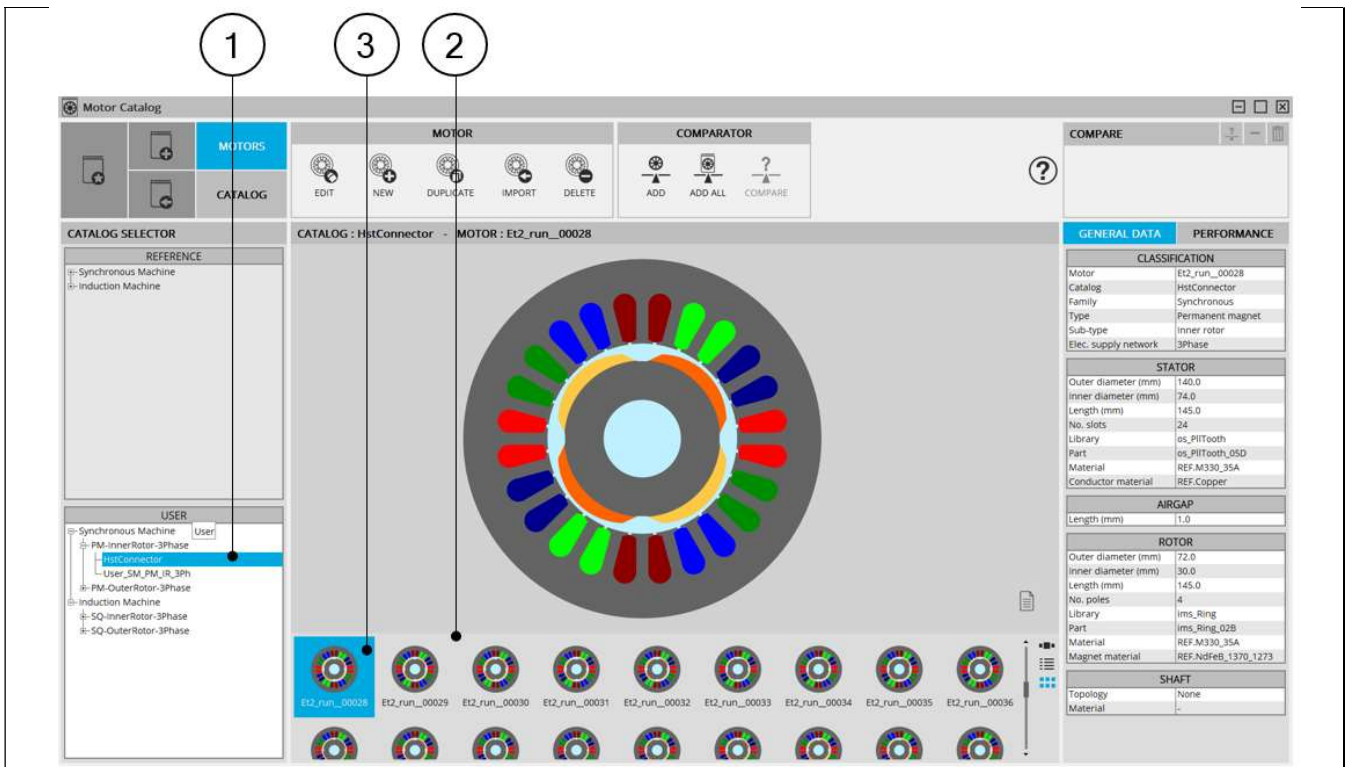 1 3 2
Motor Catalog
MOTORS
CATALOG
MOTOR
EDIT NEW DUPLICATE IMPORT DELETE
COMPARATOR
ADD ADD ALL COMPARE
?
COMPARE
CATALOG SELECTOR
REFERENCE
Synchronous Machine
Induction Machine
USER
Synchronous Machine
User
PM-InnerRotor-3Phase
HstConnector
User_SM_PM_IR_3Ph
PM-OuterRotor-3Phase
Induction Machine
SQ-InnerRotor-3Phase
SQ-OuterRotor-3Phase
CATALOG : HstConnector - MOTOR : Et2_run__00028
Et2_run__00028 Et2_run__00029 Et2_run__00030 Et2_run__00031 Et2_run__00032 Et2_run__00033 Et2_run__00034 Et2_run__00035 Et2_run__00036
GENERAL DATA PERFORMANCE
CLASSIFICATION
Motor Et2_run__00028
Catalog HstConnector
Family Synchronous
Type Permanent magnet
Sub-type Inner rotor
Elec. supply network 3Phase
STATOR
Outer diameter (mm) 140.0
Inner diameter (mm) 74.0
Length (mm) 145.0
No. slots 24
Library os_PllTooth
Part os_PllTooth_05D
Material REF.M330_35A
Conductor material REF.Copper
AIRGAP
Length (mm) 1.0
ROTOR
Outer diameter (mm) 72.0
Inner diameter (mm) 30.0
Length (mm) 145.0
No. poles 4
Library ims_Ring
Part ims_Ring_02B
Material REF.M330_35A
Magnet material REF.NdFeB_1370_1273
SHAFT
Topology None
Material -